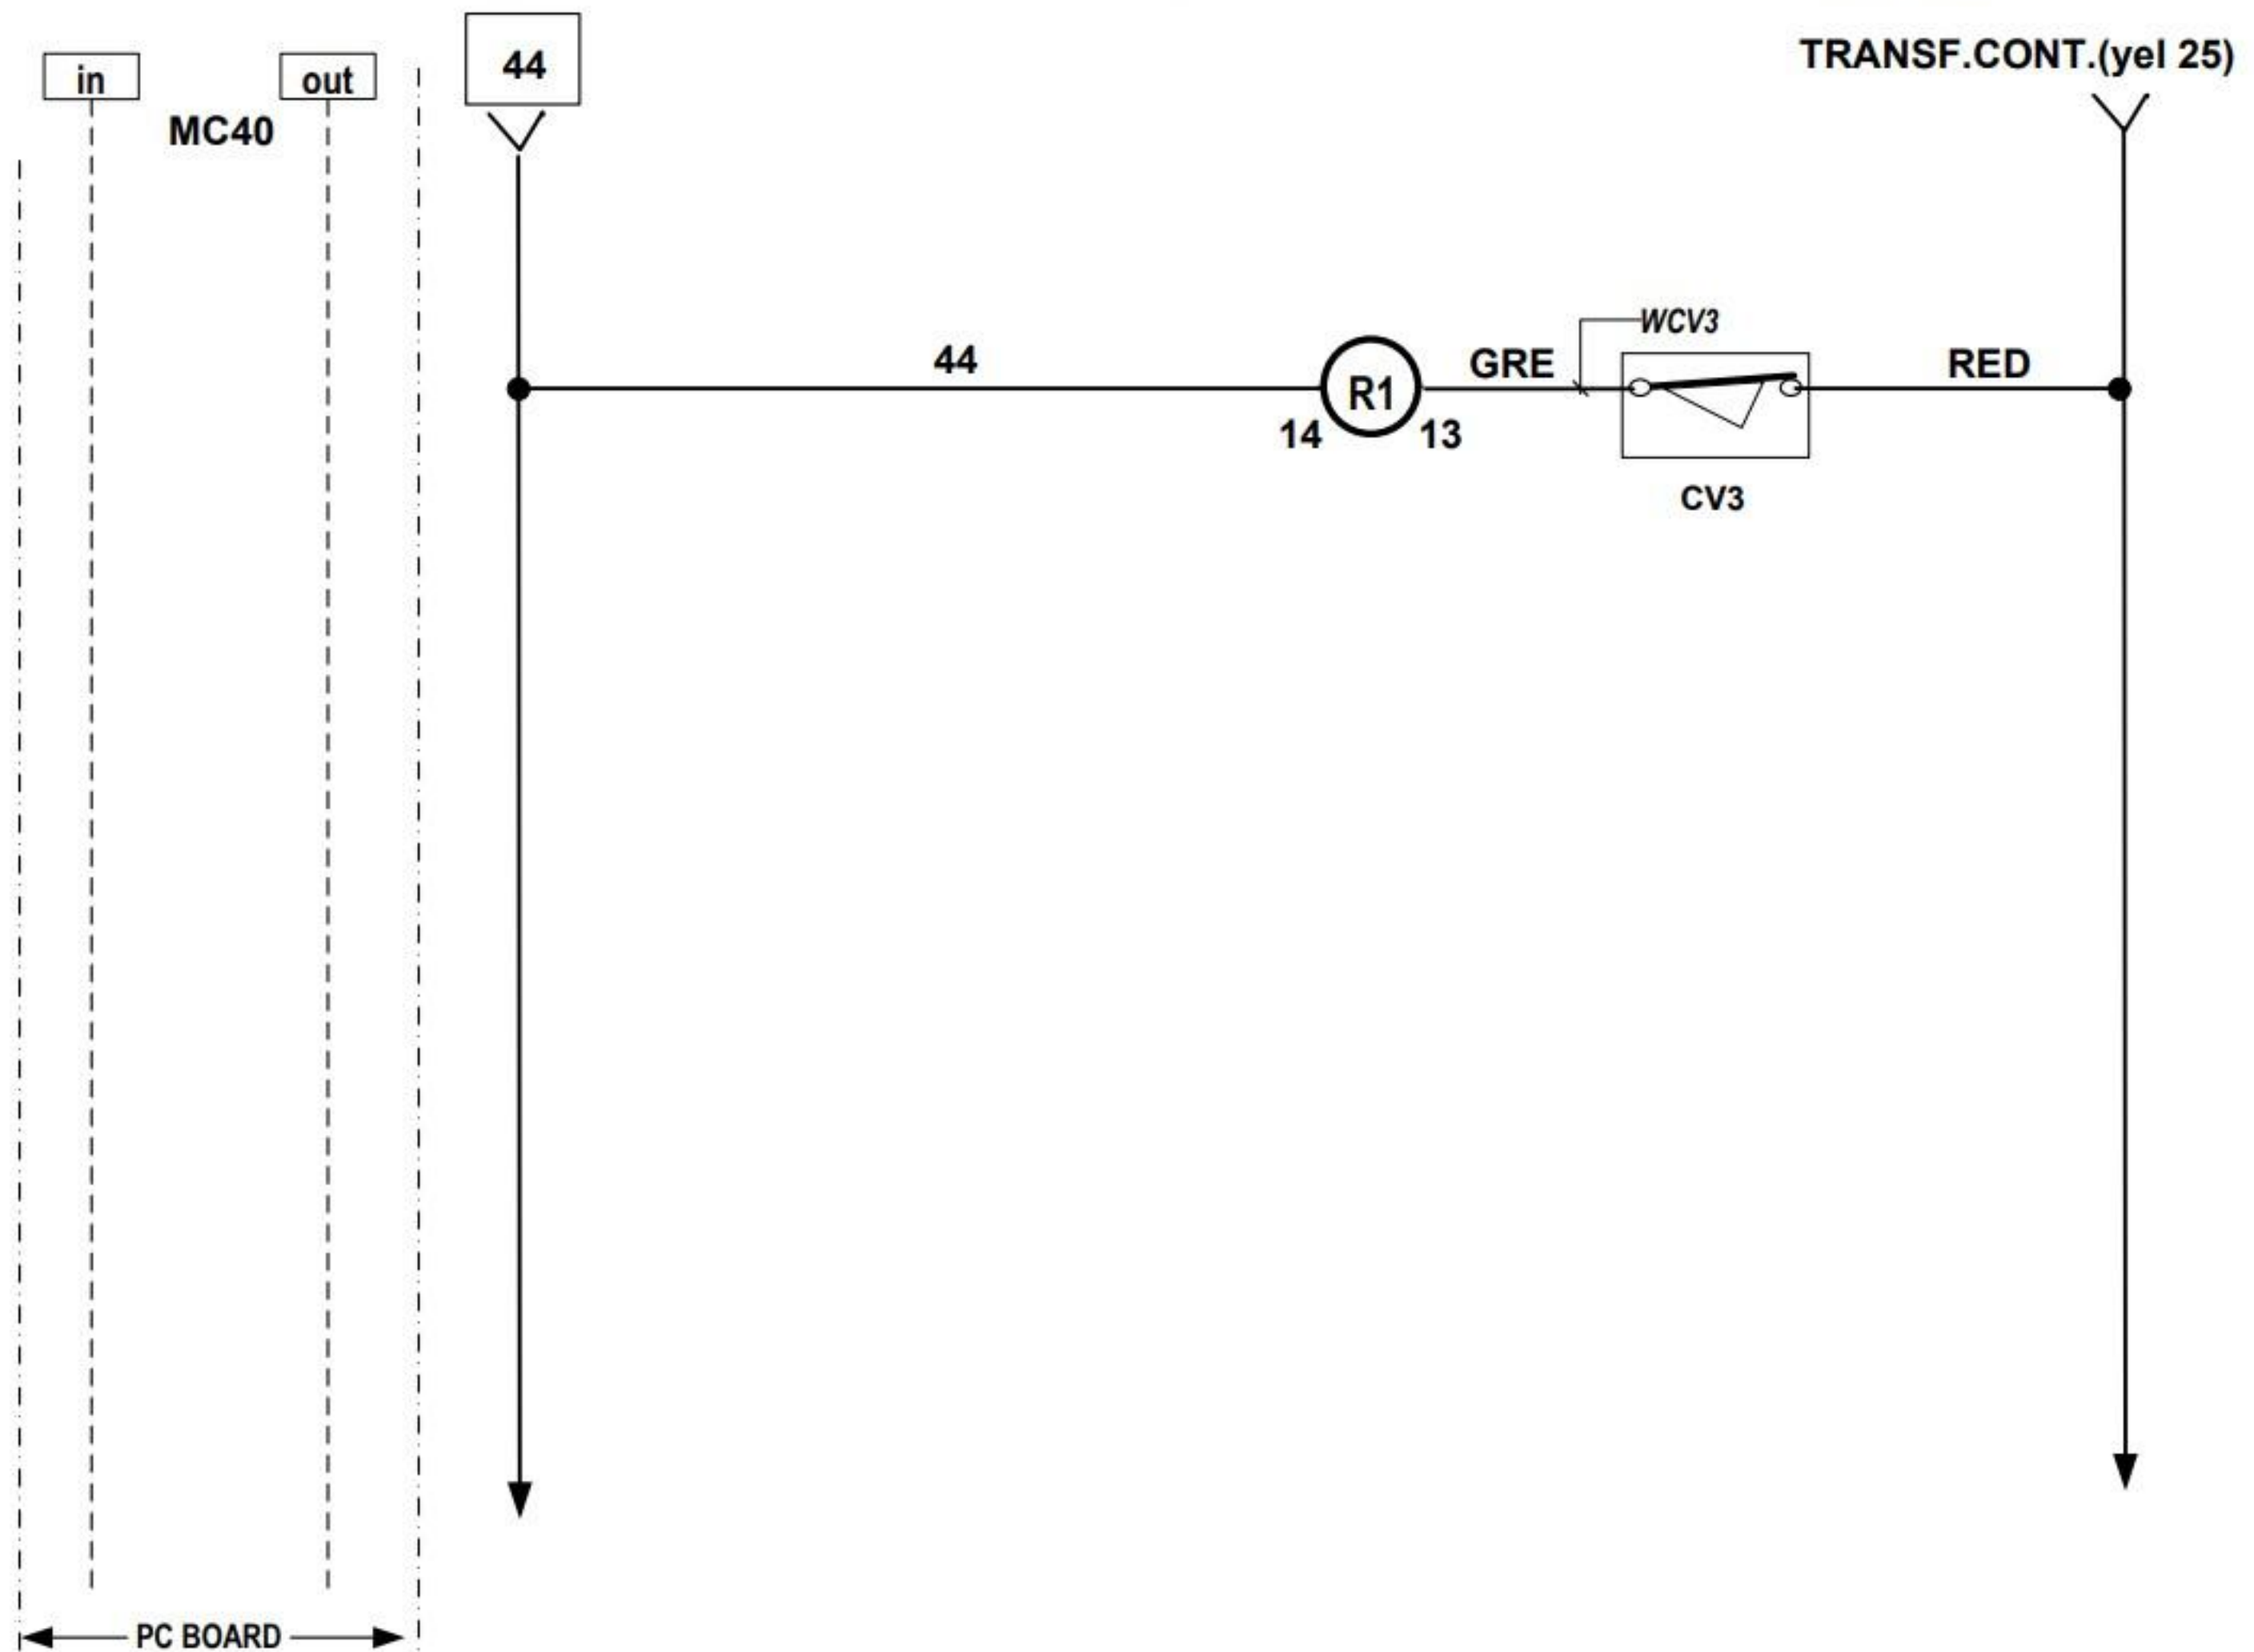 44
TRANSF.CONT.(yel 25)
in
out
MC40
WCV3
44
R1
GRE
RED
14
13
CV3
PC BOARD